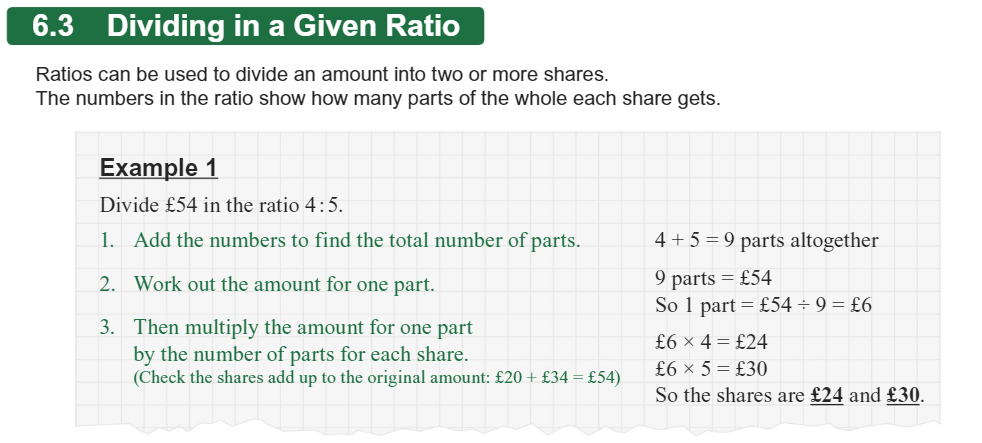 6.3 Dividing in a Given Ratio
Ratios can be used to divide an amount into two or more shares.
The numbers in the ratio show how many parts of the whole each share gets.
Example 1
Divide £54 in the ratio 4 : 5.
1. Add the numbers to find the total number of parts.
4 + 5 = 9 parts altogether
2. Work out the amount for one part.
9 parts = £54
So 1 part = £54 ÷ 9 = £6
3. Then multiply the amount for one part
by the number of parts for each share.
(Check the shares add up to the original amount: £20 + £34 = £54)
£6 × 4 = £24
£6 × 5 = £30
So the shares are £24 and £30.